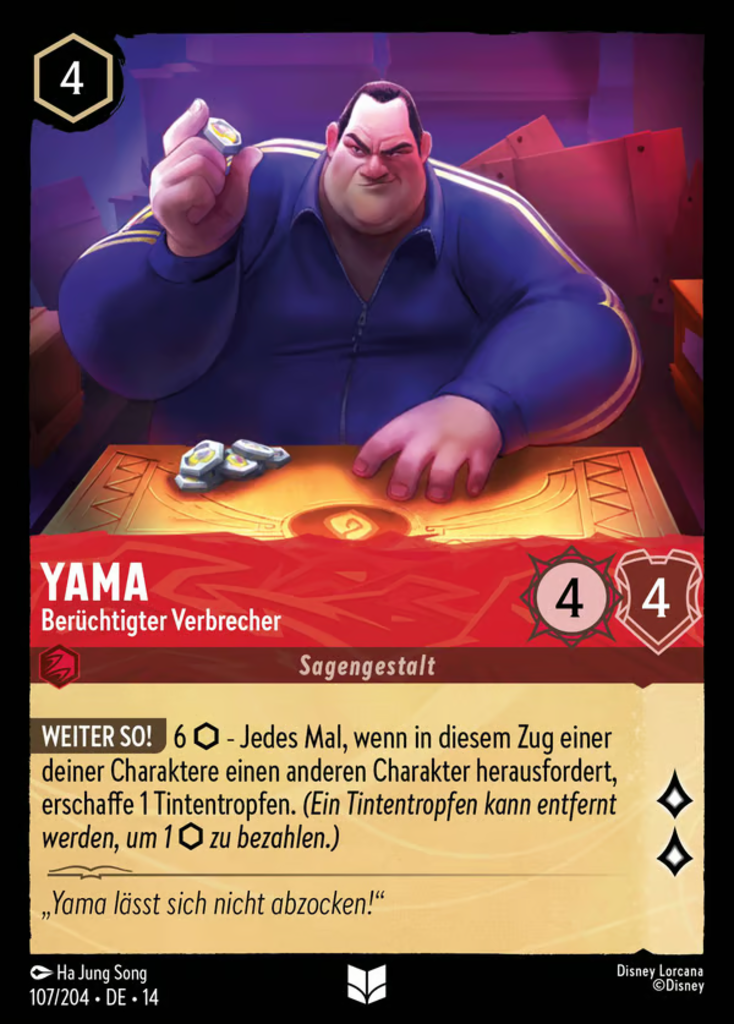 4
YAMA
Berüchtigter Verbrecher
4
4
Sagengestalt
WEITER SO! 6 ⬡ - Jedes Mal, wenn in diesem Zug einer
deiner Charaktere einen anderen Charakter herausfordert,
erschaffe 1 Tintentropfen. (Ein Tintentropfen kann entfernt
werden, um 1 ⬡ zu bezahlen.)
„Yama lässt sich nicht abzocken!“
Ha Jung Song
107/204 • DE • 14
Disney Lorcana
©Disney